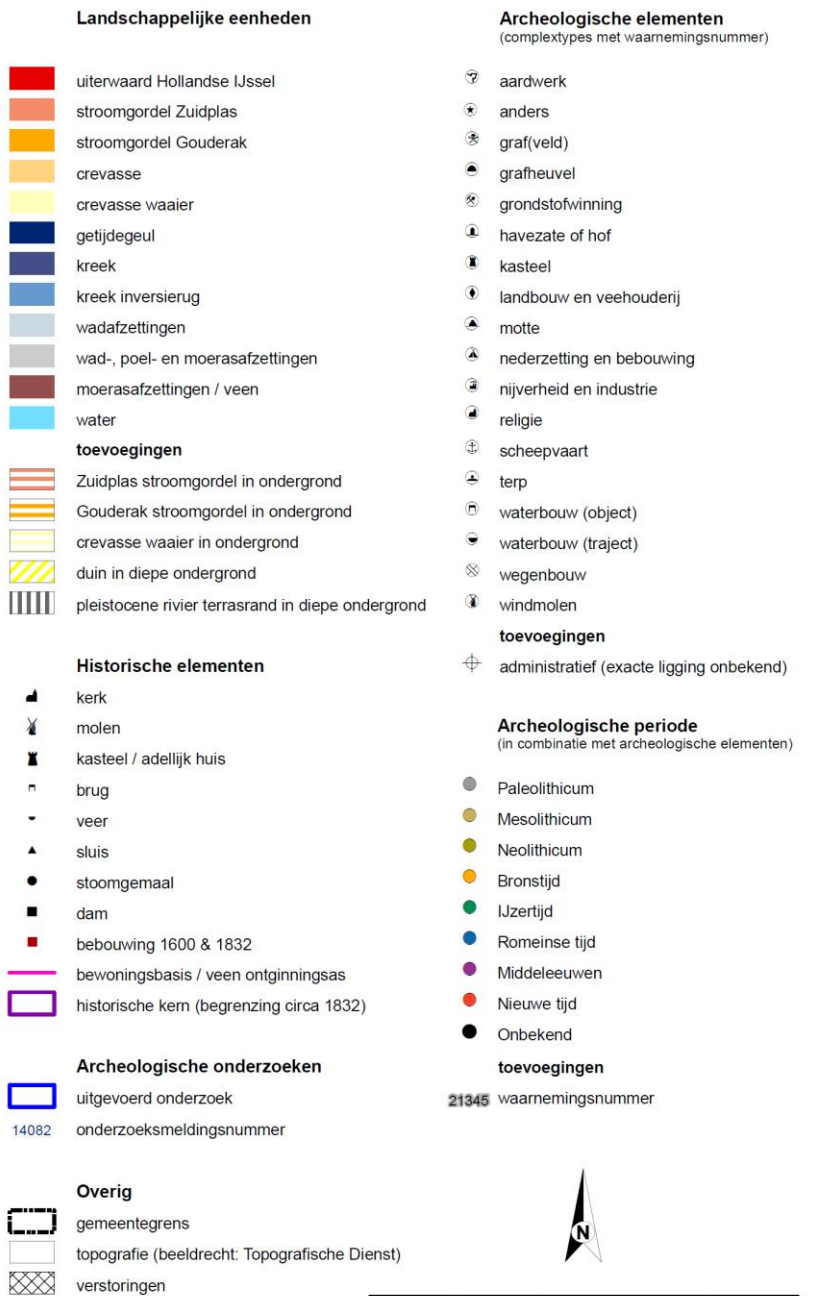 Landschappelijke eenheden
uiterwaard Hollandse IJssel
stroomgordel Zuidplas
stroomgordel Gouderak
crevasse
crevasse waaier
getijdegeul
kreek
kreek inversierug
wadafzettingen
wad-, poel- en moerasafzettingen
moerasafzettingen / veen
water
toevoegingen
Zuidplas stroomgordel in ondergrond
Gouderak stroomgordel in ondergrond
crevasse waaier in ondergrond
duin in diepe ondergrond
pleistocene rivier terrasrand in diepe ondergrond
Historische elementen
kerk
molen
kasteel / adellijk huis
brug
veer
sluis
stoomgemaal
dam
bebouwing 1600 & 1832
bewoningsbasis / veen ontginningsas
historische kern (begrenzing circa 1832)
Archeologische onderzoeken
uitgevoerd onderzoek
14082 onderzoeksmeldingsnummer
Overig
gemeentegrens
topografie (beeldrecht: Topografische Dienst)
verstoringen
Archeologische elementen
(complextypes met waarnemingsnummer)
aardwerk
anders
graf(veld)
grafheuvel
grondstofwinning
havezate of hof
kasteel
landbouw en veehouderij
motte
nederzetting en bebouwing
nijverheid en industrie
religie
scheepvaart
terp
waterbouw (object)
waterbouw (traject)
wegenbouw
windmolen
toevoegingen
administratief (exacte ligging onbekend)
Archeologische periode
(in combinatie met archeologische elementen)
Paleolithicum
Mesolithicum
Neolithicum
Bronstijd
IJzertijd
Romeinse tijd
Middeleeuwen
Nieuwe tijd
Onbekend
toevoegingen
21345 waarnemingsnummer
N